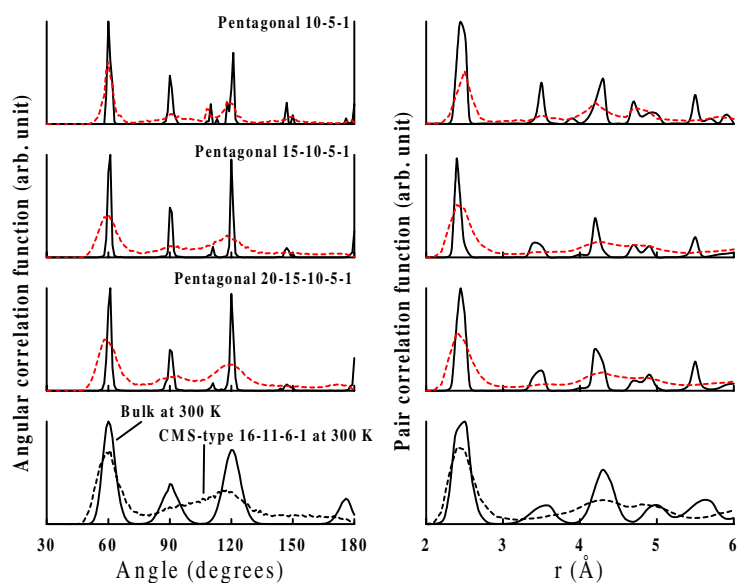 Pentagonal 10-5-1
Pentagonal 15-10-5-1
Pentagonal 20-15-10-5-1
Bulk at 300 K
CMS-type 16-11-6-1 at 300 K
Angular correlation function (arb. unit)
30 60 90 120 150 180
Angle (degrees)
Pair correlation function (arb. unit)
2 3 4 5 6
r (Å)